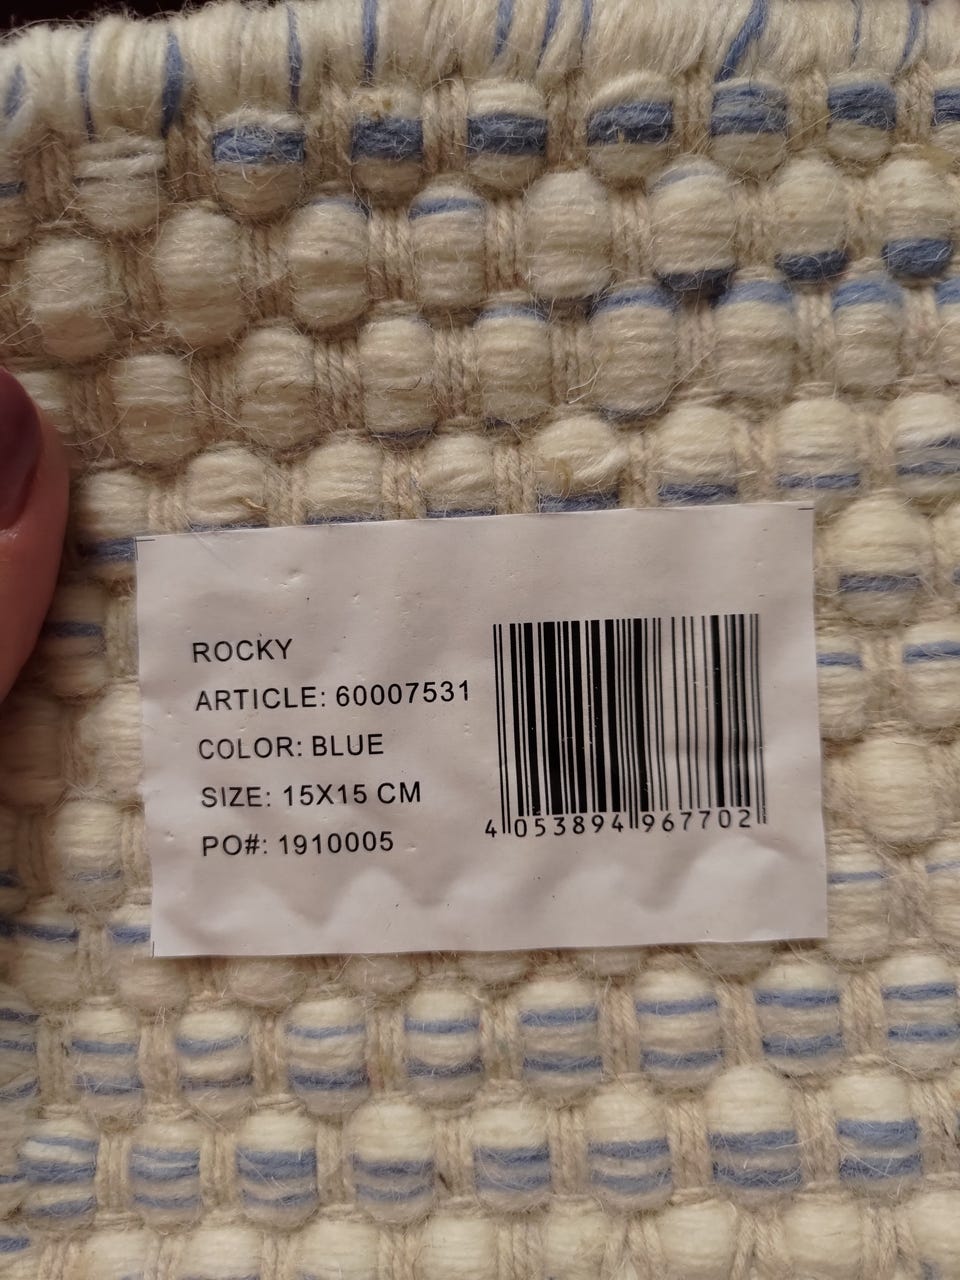 ROCKY
ARTICLE: 60007531
COLOR: BLUE
SIZE: 15X15 CM
PO#: 1910005
4 053894 967702